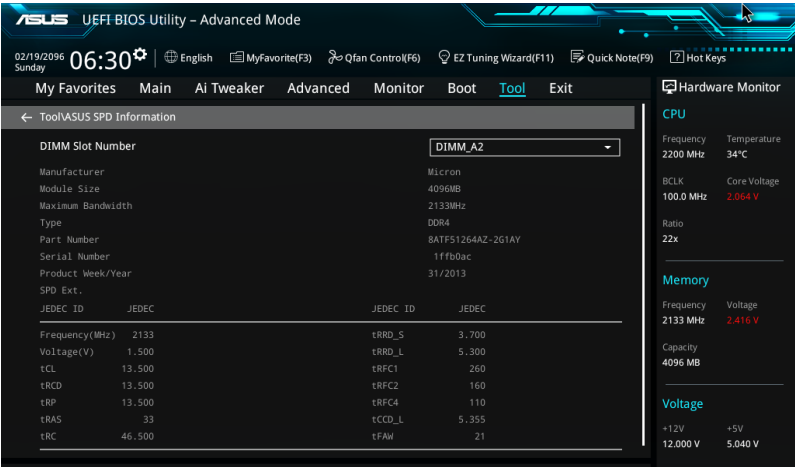 ASUS UEFI BIOS Utility – Advanced Mode
02/19/2096
Sunday
06:30
English
MyFavorite(F3)
Qfan Control(F6)
EZ Tuning Wizard(F11)
Quick Note(F9)
? Hot Keys
My Favorites Main Ai Tweaker Advanced Monitor Boot Tool Exit
← Tool\ASUS SPD Information
DIMM Slot Number DIMM_A2
Manufacturer Micron
Module Size 4096MB
Maximum Bandwidth 2133MHz
Type DDR4
Part Number 8ATF51264AZ-2G1AY
Serial Number 1ffb0ac
Product Week/Year 31/2013
SPD Ext.
JEDEC ID JEDEC JEDEC ID JEDEC
Frequency(MHz) 2133 tRRD_S 3.700
Voltage(V) 1.500 tRRD_L 5.300
tCL 13.500 tRFC1 260
tRCD 13.500 tRFC2 160
tRP 13.500 tRFC4 110
tRAS 33 tCCD_L 5.355
tRC 46.500 tFAW 21
Hardware Monitor
CPU
Frequency Temperature
2200 MHz 34°C
BCLK Core Voltage
100.0 MHz 2.064 V
Ratio
22x
Memory
Frequency Voltage
2133 MHz 2.416 V
Capacity
4096 MB
Voltage
+12V +5V
12.000 V 5.040 V